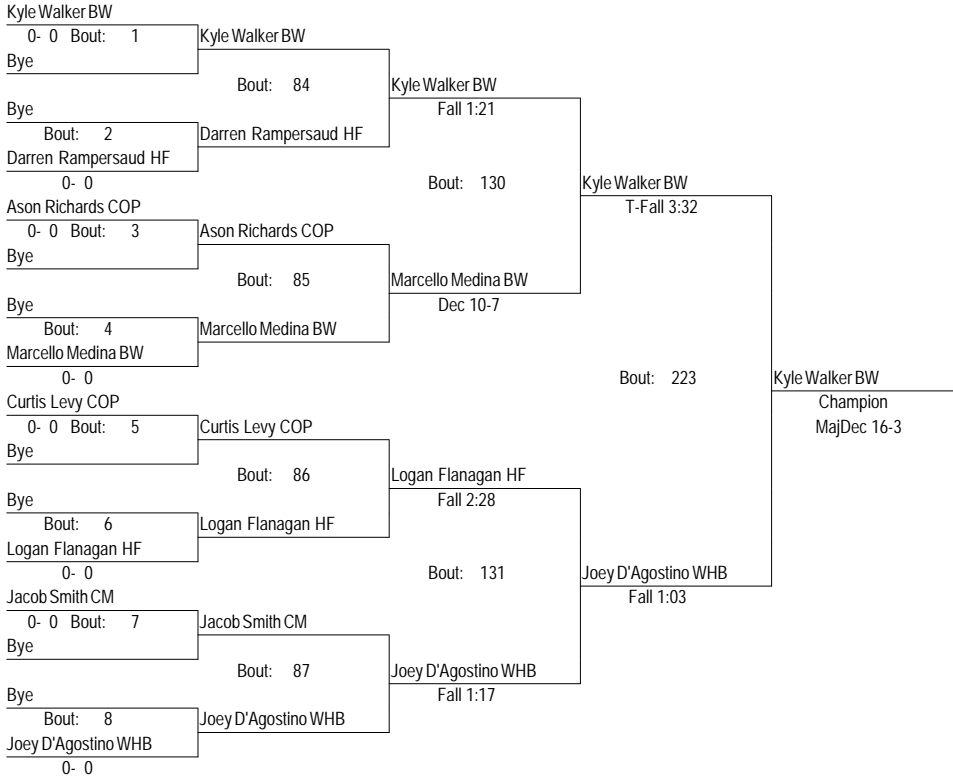 Kyle Walker BW
0- 0 Bout: 1
Bye
Kyle Walker BW
Bout: 84
Bye
Bout: 2
Darren Rampersaud HF
0- 0
Darren Rampersaud HF
Kyle Walker BW
Fall 1:21
Bout: 130
Ason Richards COP
0- 0 Bout: 3
Bye
Ason Richards COP
Bout: 85
Bye
Bout: 4
Marcello Medina BW
0- 0
Marcello Medina BW
Marcello Medina BW
Dec 10-7
Kyle Walker BW
T-Fall 3:32
Bout: 223
Curtis Levy COP
0- 0 Bout: 5
Bye
Curtis Levy COP
Bout: 86
Bye
Bout: 6
Logan Flanagan HF
0- 0
Logan Flanagan HF
Logan Flanagan HF
Fall 2:28
Bout: 131
Jacob Smith CM
0- 0 Bout: 7
Bye
Jacob Smith CM
Bout: 87
Bye
Bout: 8
Joey D'Agostino WHB
0- 0
Joey D'Agostino WHB
Joey D'Agostino WHB
Fall 1:17
Joey D'Agostino WHB
Fall 1:03
Kyle Walker BW
Champion
MajDec 16-3